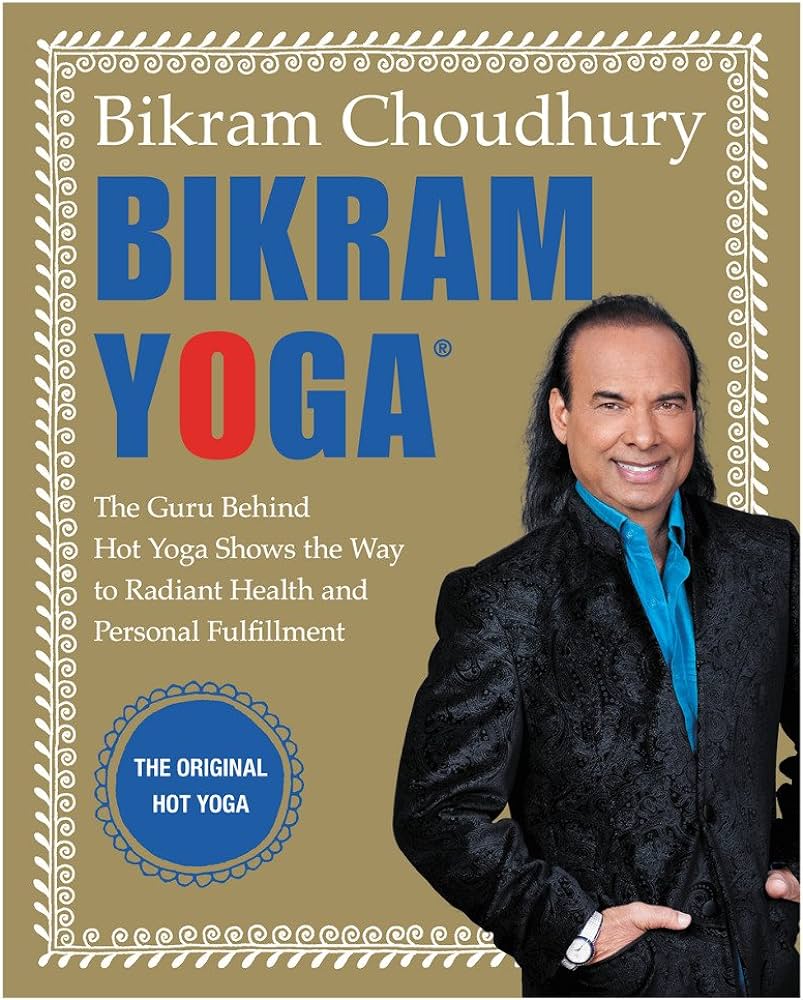 Bikram Choudhury
BIKRAM
YOGA®
The Guru Behind
Hot Yoga Shows the Way
to Radiant Health and
Personal Fulfillment
THE ORIGINAL
HOT YOGA